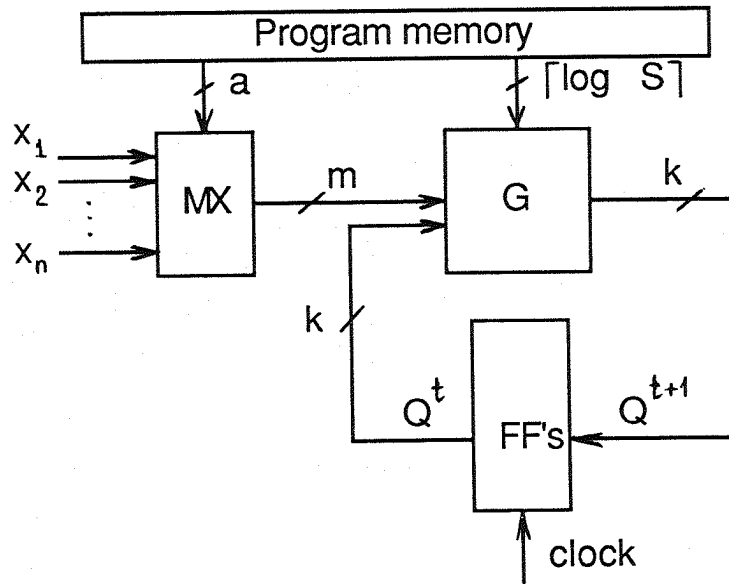 Program memory
a
⌈log S⌉
x₁
x₂
⋮
xₙ
MX
m
G
k
k
Qᵗ
FF's
Qᵗ⁺¹
clock